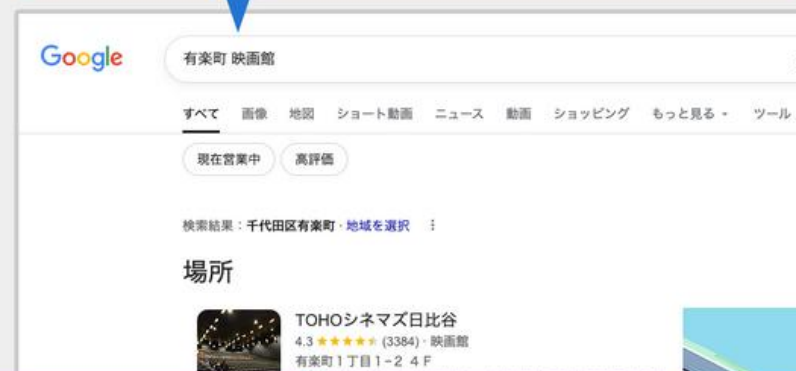 Google
有楽町 映画館
すべて 画像 地図 ショート動画 ニュース 動画 ショッピング もっと見る ツール
現在営業中 高評価
検索結果：千代田区有楽町・地域を選択
場所
TOHOシネマズ日比谷
4.3 ★★★★★ (3384)・映画館
有楽町１丁目１−２ ４Ｆ